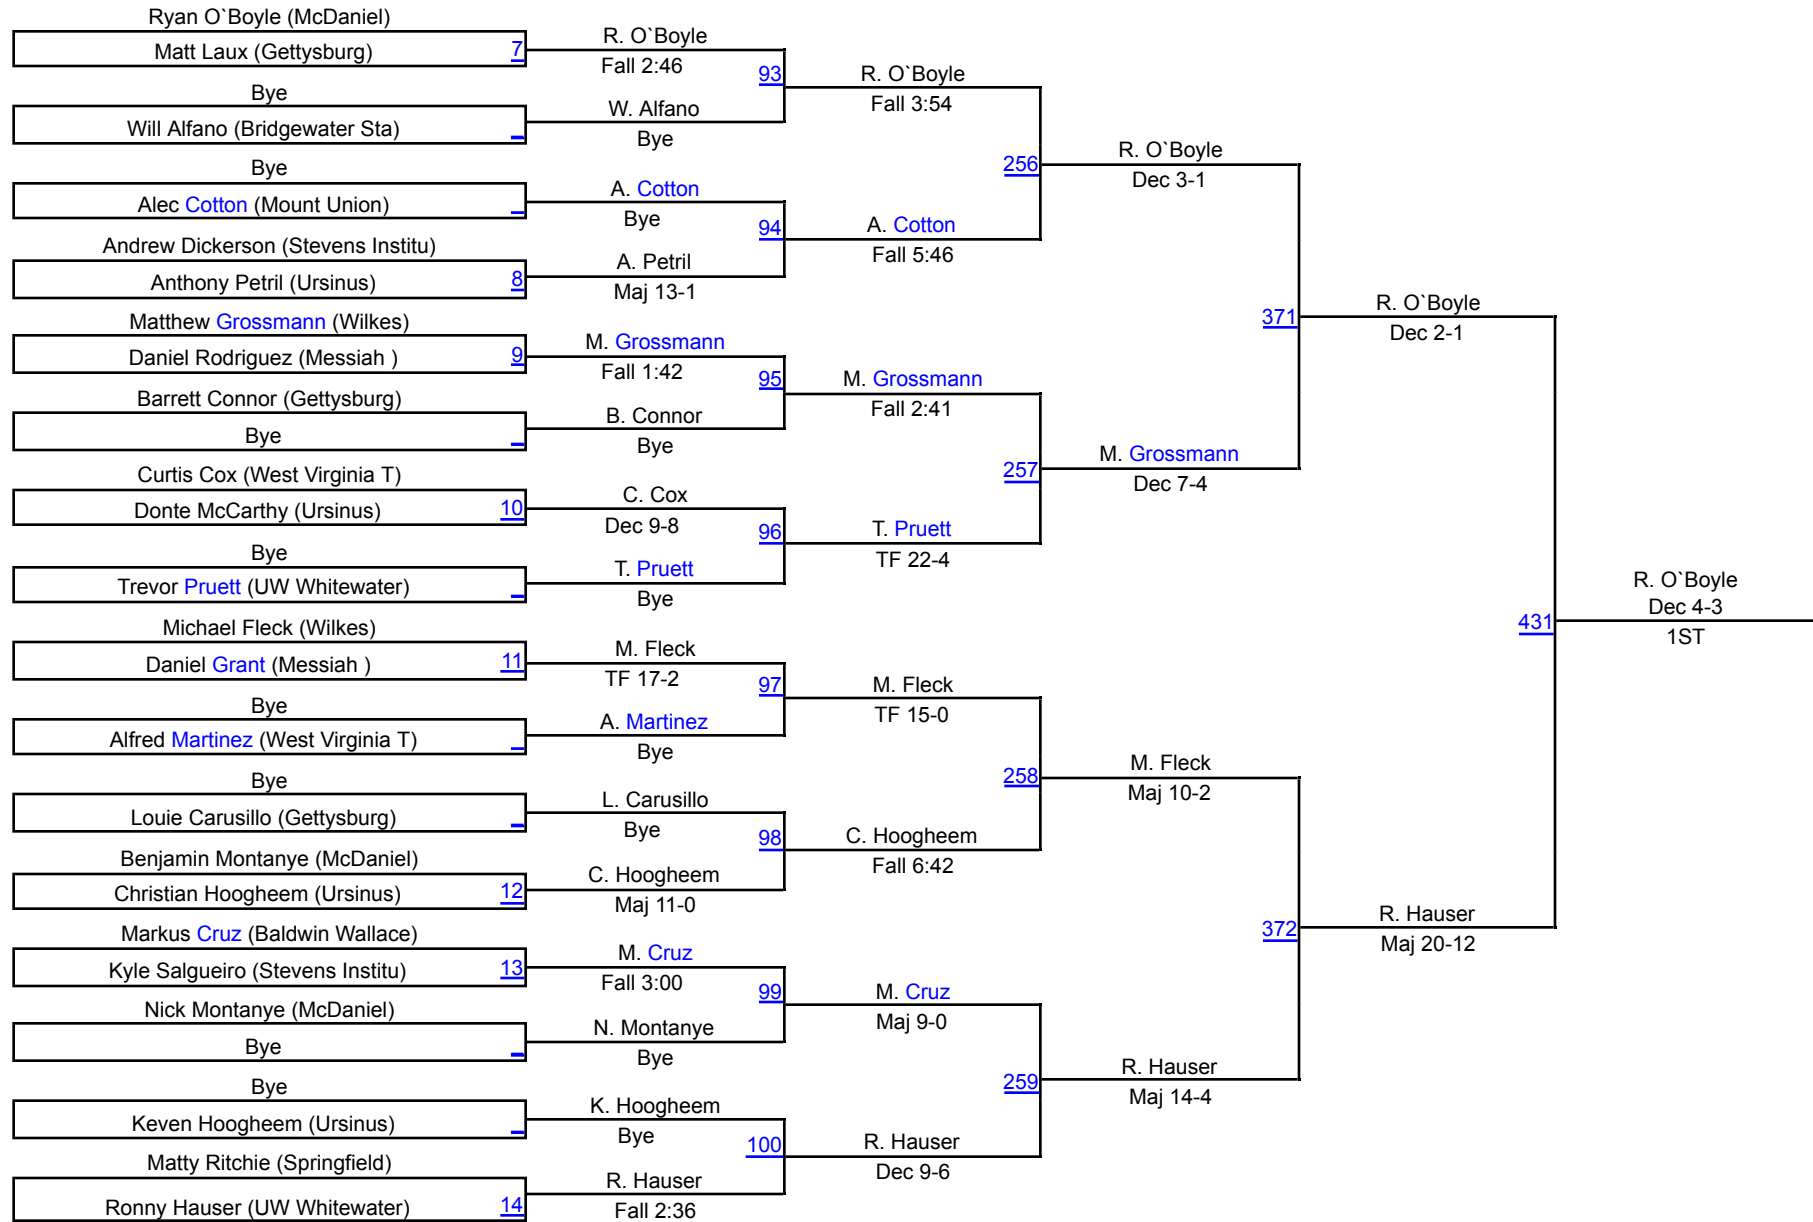 Ryan O`Boyle (McDaniel)
Matt Laux (Gettysburg) 7
Bye
Will Alfano (Bridgewater Sta)
Bye
Alec Cotton (Mount Union)
Andrew Dickerson (Stevens Institu)
Anthony Petril (Ursinus) 8
Matthew Grossmann (Wilkes)
Daniel Rodriguez (Messiah ) 9
Barrett Connor (Gettysburg)
Bye
Curtis Cox (West Virginia T)
Donte McCarthy (Ursinus) 10
Bye
Trevor Pruett (UW Whitewater)
Michael Fleck (Wilkes)
Daniel Grant (Messiah ) 11
Bye
Alfred Martinez (West Virginia T)
Bye
Louie Carusillo (Gettysburg)
Benjamin Montanye (McDaniel)
Christian Hoogheem (Ursinus) 12
Markus Cruz (Baldwin Wallace)
Kyle Salgueiro (Stevens Institu) 13
Nick Montanye (McDaniel)
Bye
Bye
Keven Hoogheem (Ursinus)
Matty Ritchie (Springfield)
Ronny Hauser (UW Whitewater) 14
R. O`Boyle
Fall 2:46
93
W. Alfano
Bye
A. Cotton
Bye
94
A. Petril
Maj 13-1
M. Grossmann
Fall 1:42
95
B. Connor
Bye
C. Cox
Dec 9-8
96
T. Pruett
Bye
M. Fleck
TF 17-2
97
A. Martinez
Bye
L. Carusillo
Bye
98
C. Hoogheem
Maj 11-0
M. Cruz
Fall 3:00
99
N. Montanye
Bye
K. Hoogheem
Bye
100
R. Hauser
Fall 2:36
R. O`Boyle
Fall 3:54
256
A. Cotton
Fall 5:46
M. Grossmann
Fall 2:41
257
T. Pruett
TF 22-4
M. Fleck
TF 15-0
258
C. Hoogheem
Fall 6:42
M. Cruz
Maj 9-0
259
R. Hauser
Dec 9-6
R. O`Boyle
Dec 3-1
371
M. Grossmann
Dec 7-4
M. Fleck
Maj 10-2
372
R. Hauser
Maj 14-4
R. O`Boyle
Dec 2-1
431
R. Hauser
Maj 20-12
R. O`Boyle
Dec 4-3
1ST